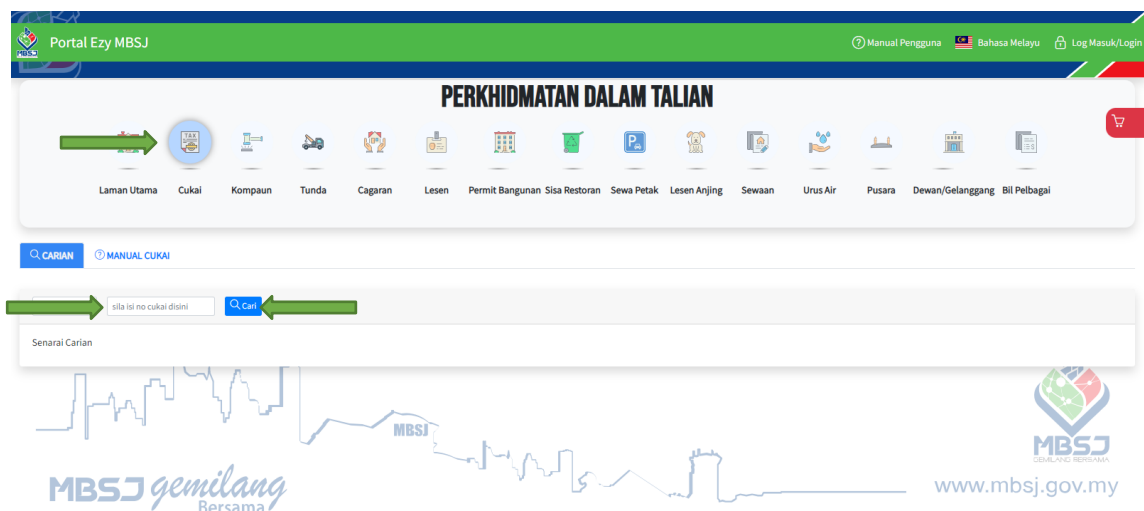 MBSJ
Portal Ezy MBSJ
Manual Pengguna
Bahasa Melayu
Log Masuk/Login
PERKHIDMATAN DALAM TALIAN
TAX
Laman Utama
Cukai
Kompaun
Tunda
Cagaran
Lesen
Permit Bangunan
Sisa Restoran
Sewa Petak
Lesen Anjing
Sewaan
Urus Air
Pusara
Dewan/Gelanggang
Bil Pelbagai
CARIAN
MANUAL CUKAI
sila isi no cukai disini
Cari
Senarai Carian
MBSJ
MBSJ gemilang
Bersama
MBSJ
GEMILANG BERSAMA
www.mbsj.gov.my